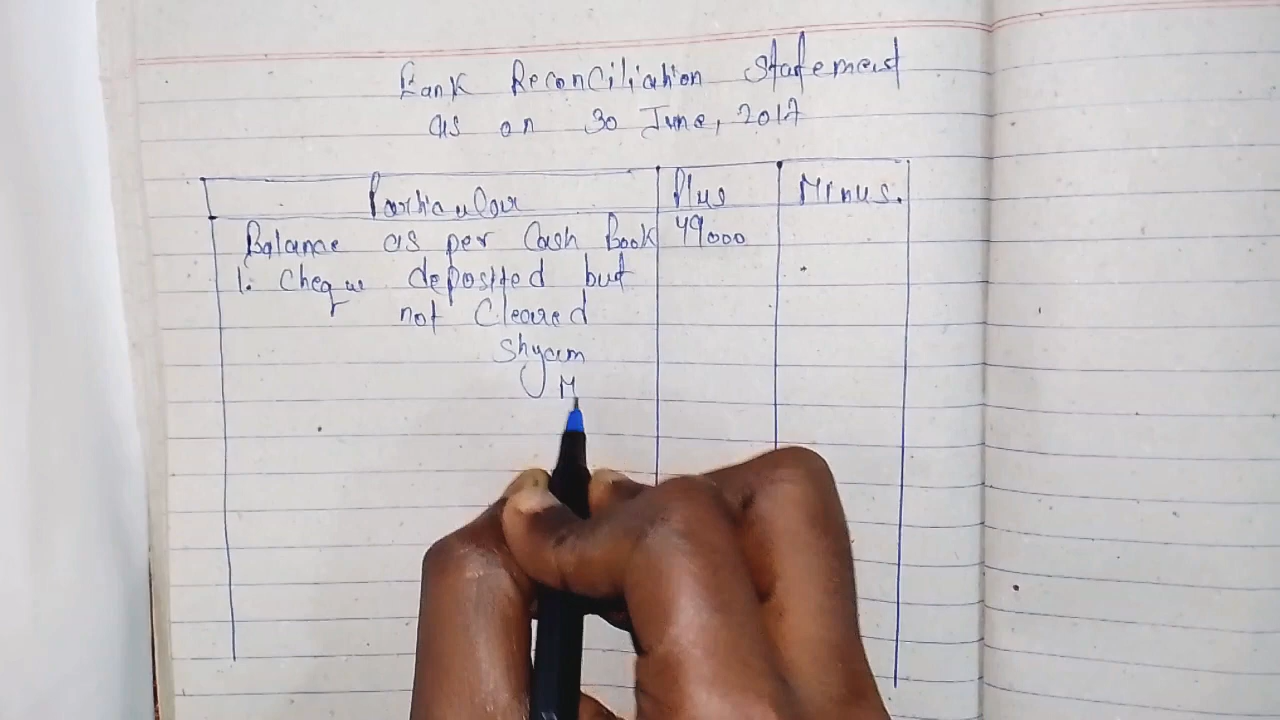 Bank Reconciliation Statement
as on 30 June, 2017
Particular Plus Minus.
Balance as per Cash Book 49000
1. Cheque deposited but
not Cleared
Shyam
M